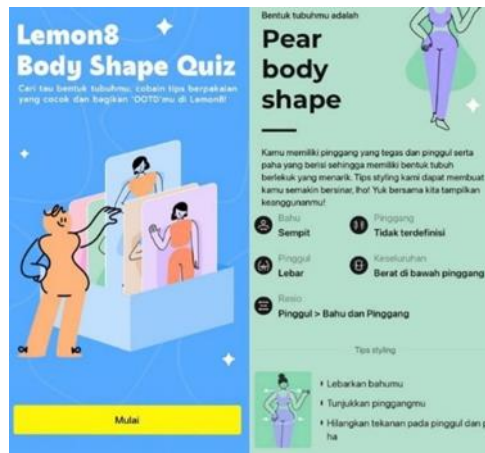 Lemon8
Body Shape Quiz
Cari tau bentuk tubuhmu, cobain tips berpakaian
yang cocok dan bagikan 'OOTD'mu di Lemon8!
Mulai
Bentuk tubuhmu adalah
Pear
body
shape
Kamu memiliki pinggang yang tegas dan pinggul serta
paha yang berisi sehingga memiliki bentuk tubuh
berlekuk yang menarik. Tips styling kami dapat membuat
kamu semakin bersinar, lho! Yuk bersama kita tampilkan
keanggunanmu!
Bahu
Sempit
Pinggang
Tidak terdefinisi
Pinggul
Lebar
Keseluruhan
Berat di bawah pinggang
Rasio
Pinggul > Bahu dan Pinggang
Tips styling
Lebarkan bahumu
Tunjukkan pinggangmu
Hilangkan tekanan pada pinggul dan p
ha